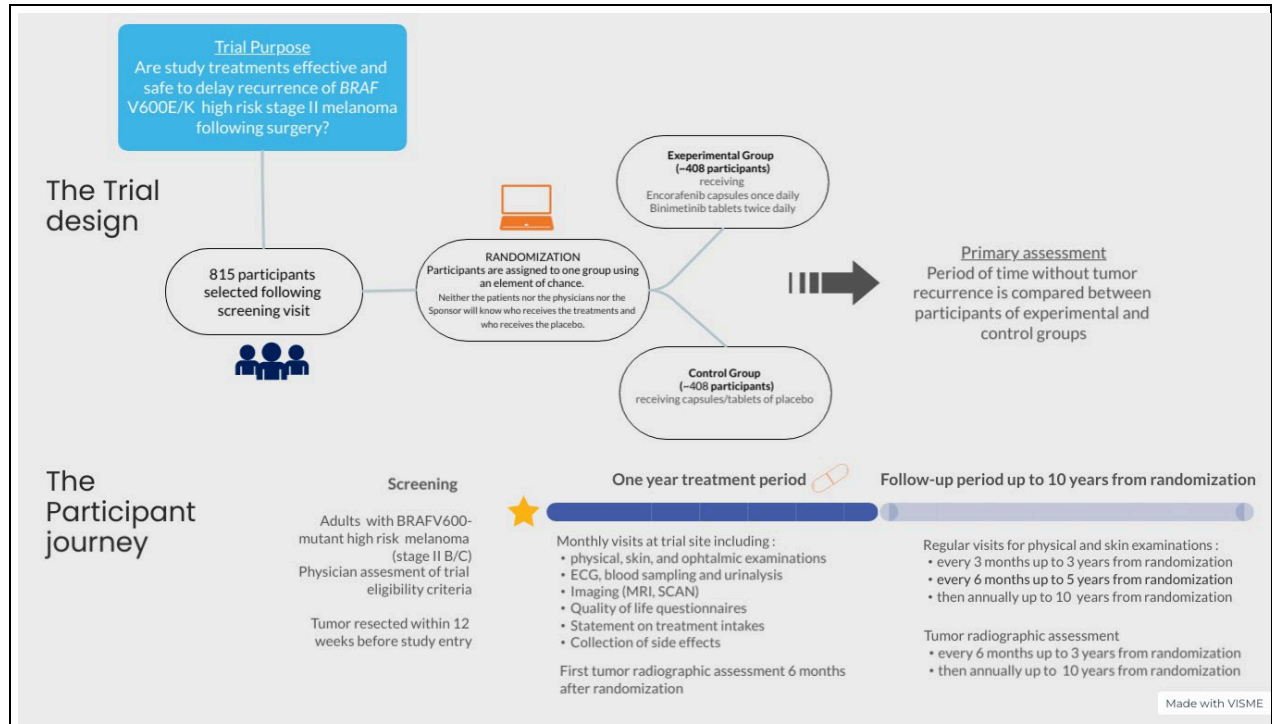 Trial Purpose
Are study treatments effective and
safe to delay recurrence of BRAF
V600E/K high risk stage II melanoma
following surgery?
The Trial
design
815 participants
selected following
screening visit
RANDOMIZATION
Participants are assigned to one group using
an element of chance.
Neither the patients nor the physicians nor the
Sponsor will know who receives the treatments and
who receives the placebo.
Exeperimental Group
(~408 participants)
receiving
Encorafenib capsules once daily
Binimetinib tablets twice daily
Control Group
(~408 participants)
receiving capsules/tablets of placebo
Primary assessment
Period of time without tumor
recurrence is compared between
participants of experimental and
control groups
The
Participant
journey
Screening
Adults with BRAFV600-
mutant high risk melanoma
(stage II B/C)
Physician assesment of trial
eligibility criteria
Tumor resected within 12
weeks before study entry
One year treatment period
Monthly visits at trial site including :
• physical, skin, and ophtalmic examinations
• ECG, blood sampling and urinalysis
• Imaging (MRI, SCAN)
• Quality of life questionnaires
• Statement on treatment intakes
• Collection of side effects
First tumor radiographic assessment 6 months
after randomization
Follow-up period up to 10 years from randomization
Regular visits for physical and skin examinations :
• every 3 months up to 3 years from randomization
• every 6 months up to 5 years from randomization
• then annually up to 10 years from randomization
Tumor radiographic assessment
• every 6 months up to 3 years from randomization
• then annually up to 10 years from randomization
Made with VISME